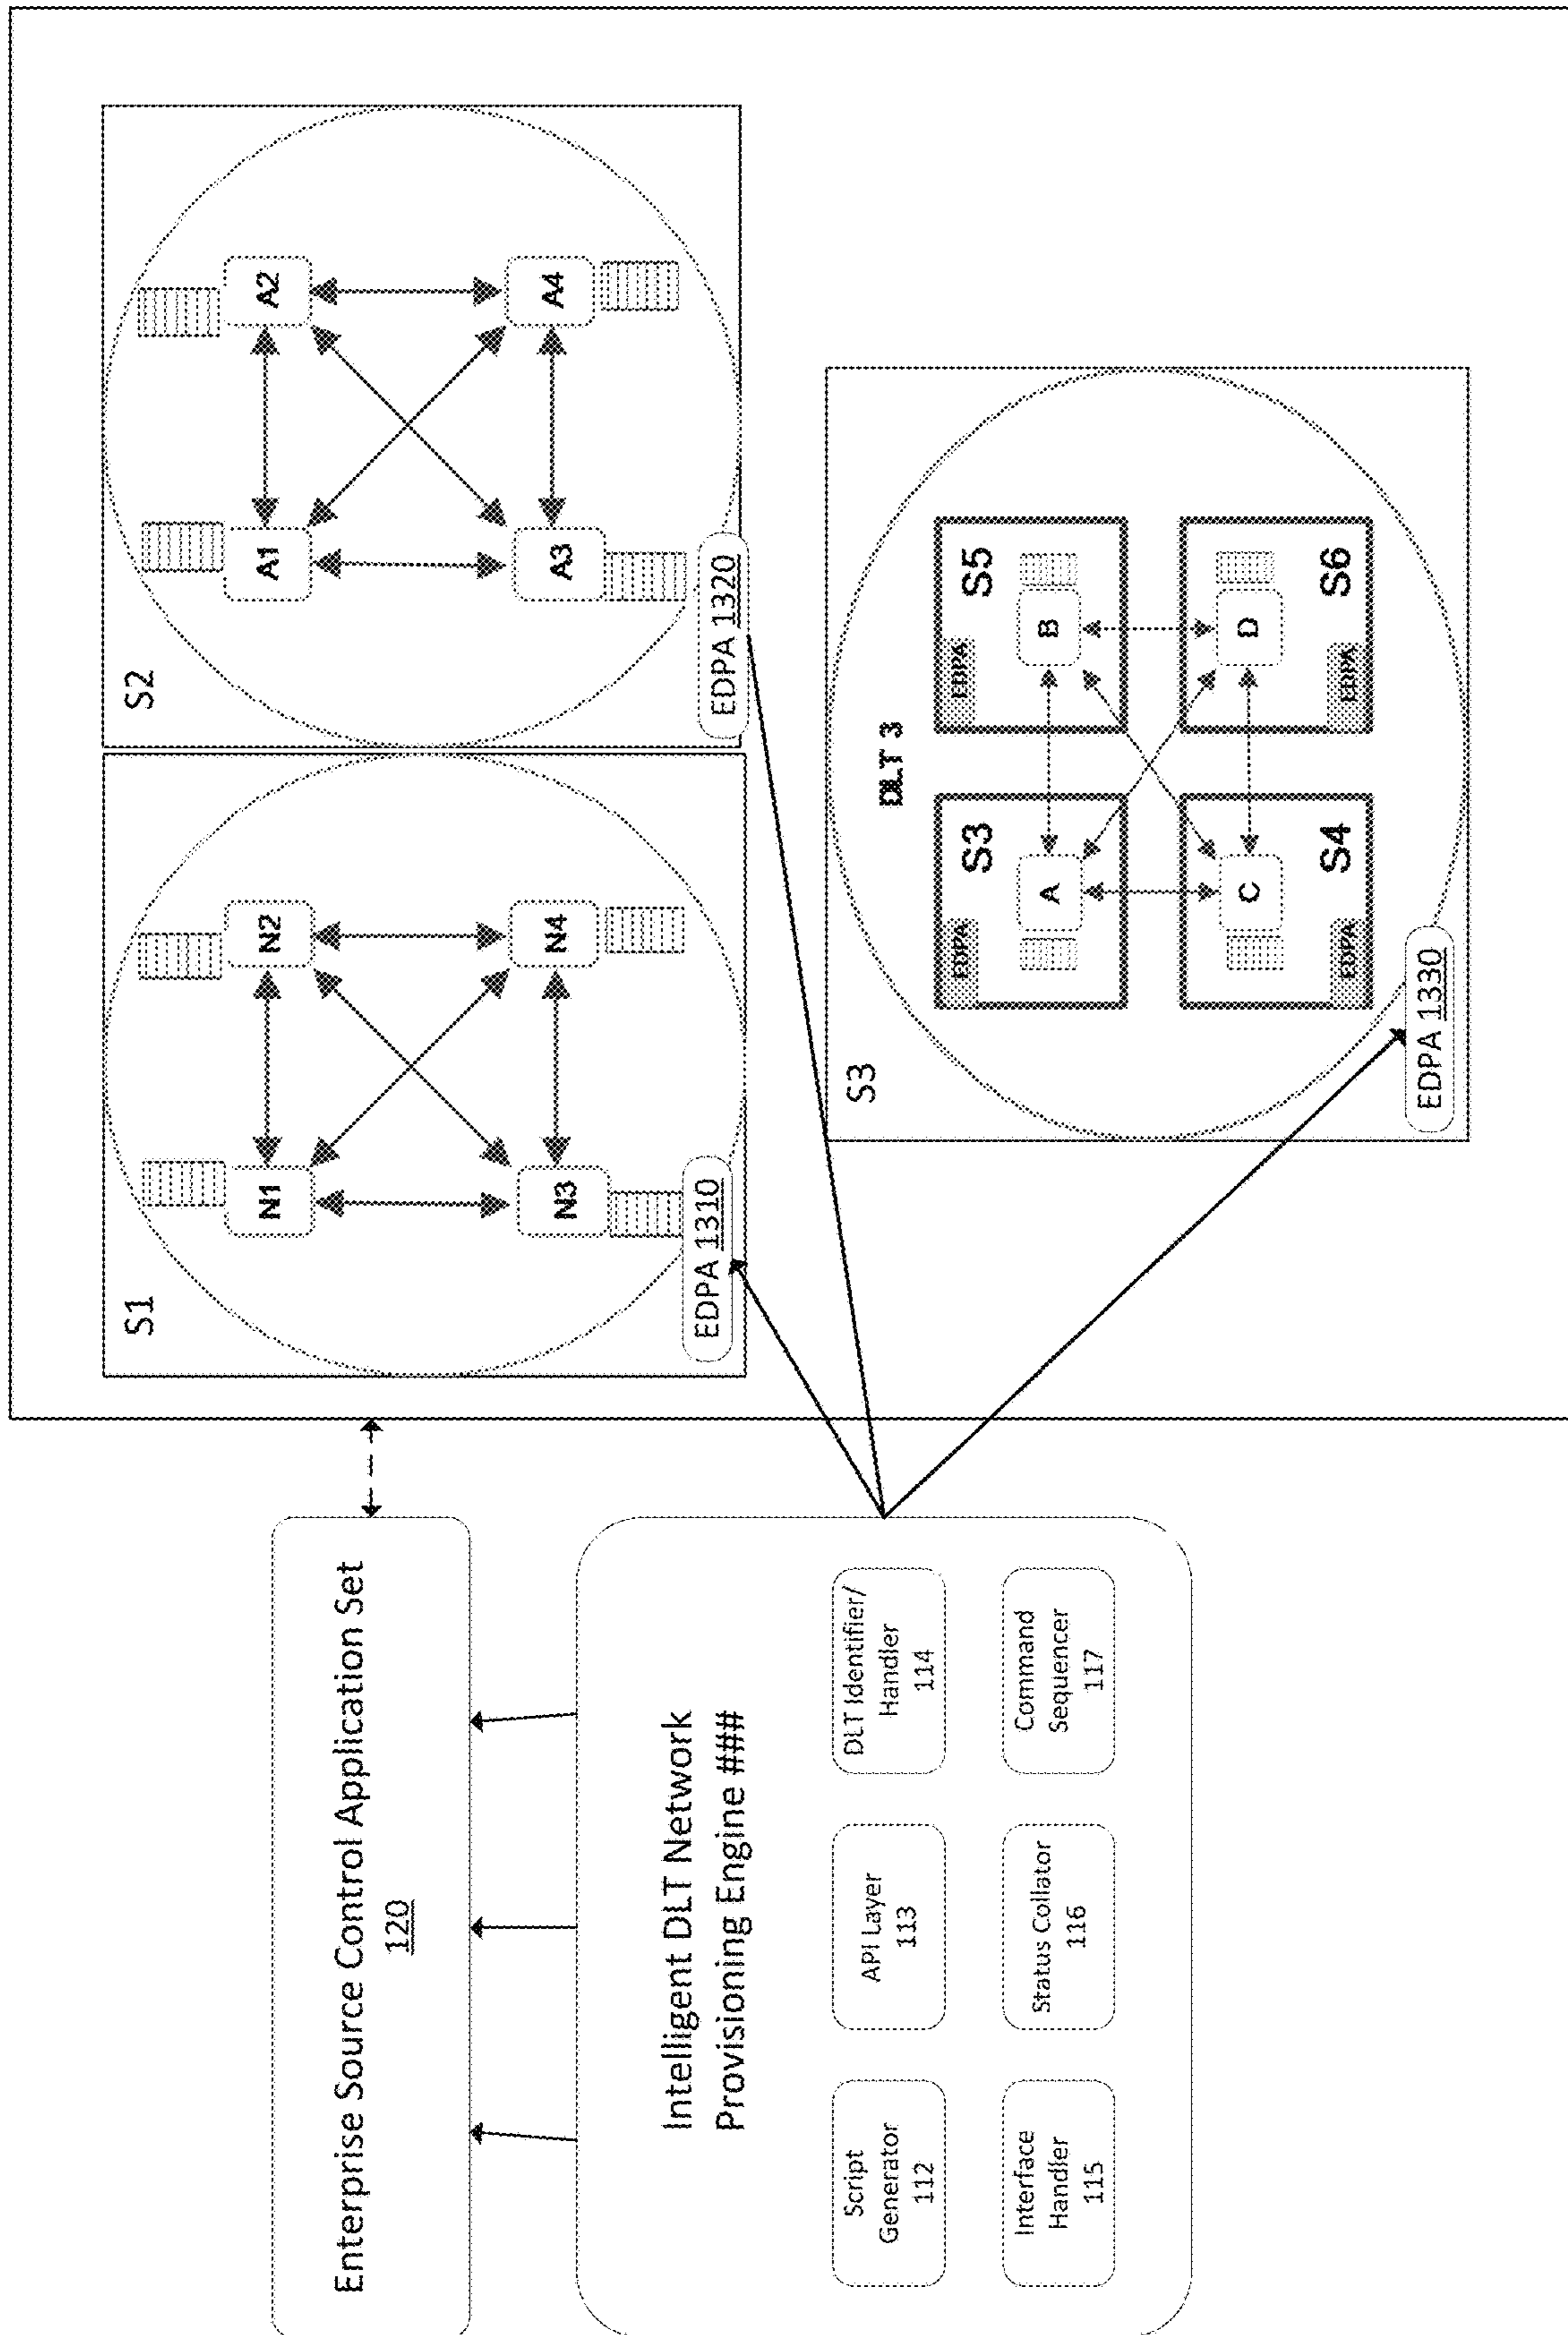 Enterprise Source Control Application Set
120
Intelligent DLT Network
Provisioning Engine ###
Script
Generator
112
API Layer
113
DLT Identifier/
Handler
114
Interface
Handler
115
Status Collator
116
Command
Sequencer
117
S1
N1
N2
N3
N4
EDPA 1310
S2
A1
A2
A3
A4
EDPA 1320
S3
DLT 3
EDPA
S3
A
EDPA
S5
B
C
EDPA
S4
D
EDPA
S6
EDPA 1330